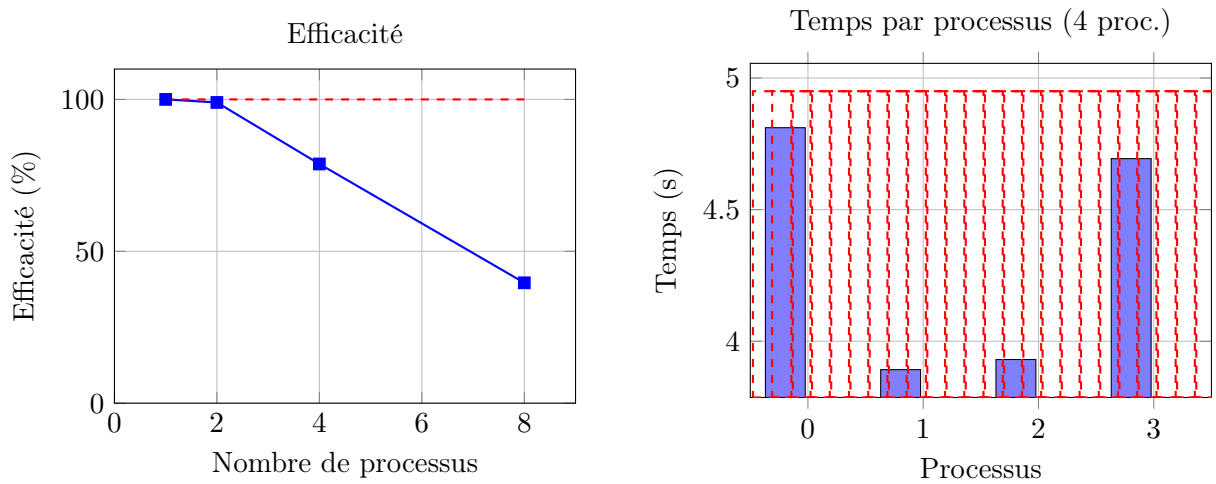 Efficacité
Efficacité (%)
100
50
0
0 2 4 6 8
Nombre de processus
Temps par processus (4 proc.)
Temps (s)
5
4.5
4
0 1 2 3
Processus